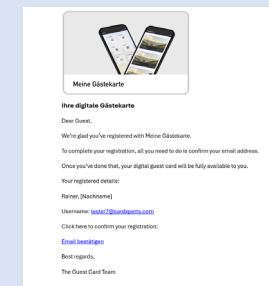 Meine Gästekarte
Ihre digitale Gästekarte
Dear Guest,
We're glad you've registered with Meine Gästekarte.
To complete your registration, all you need to do is confirm your email address.
Once you've done that, your digital guest card will be fully available to you.
Your registered details:
Rainer, [Nachname]
Username: tester7@cardxperts.com
Click here to confirm your registration:
Email bestätigen
Best regards,
The Guest Card Team